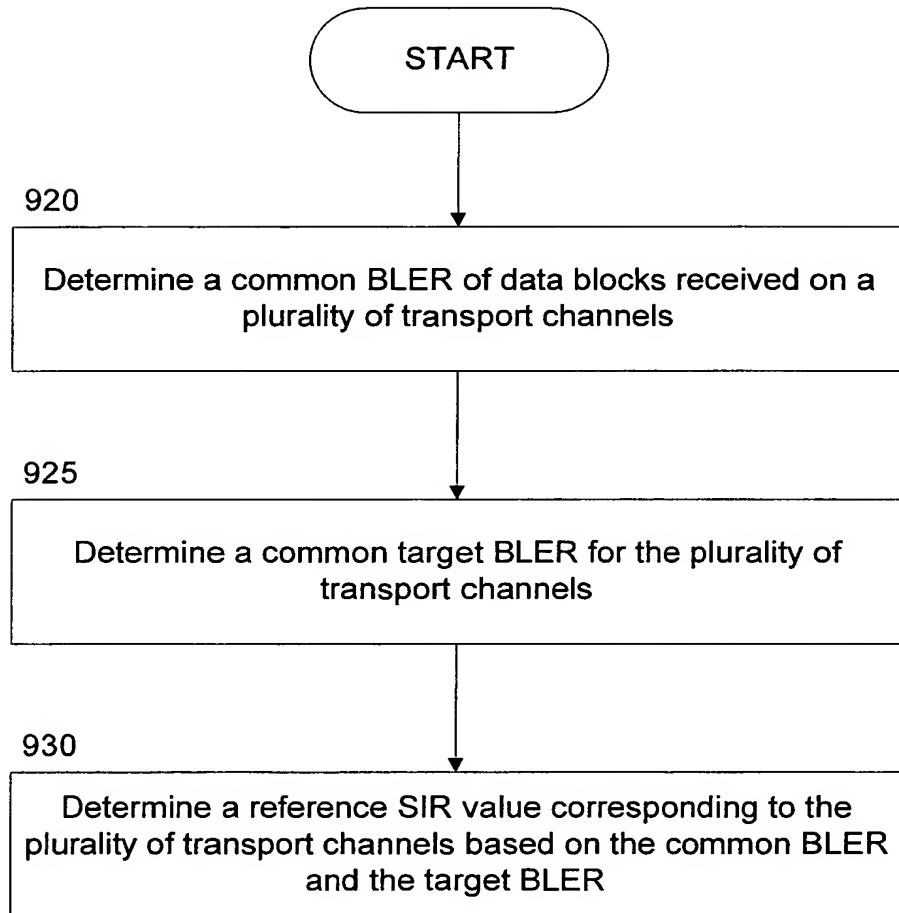 START
920
Determine a common BLER of data blocks received on a
plurality of transport channels
925
Determine a common target BLER for the plurality of
transport channels
930
Determine a reference SIR value corresponding to the
plurality of transport channels based on the common BLER
and the target BLER